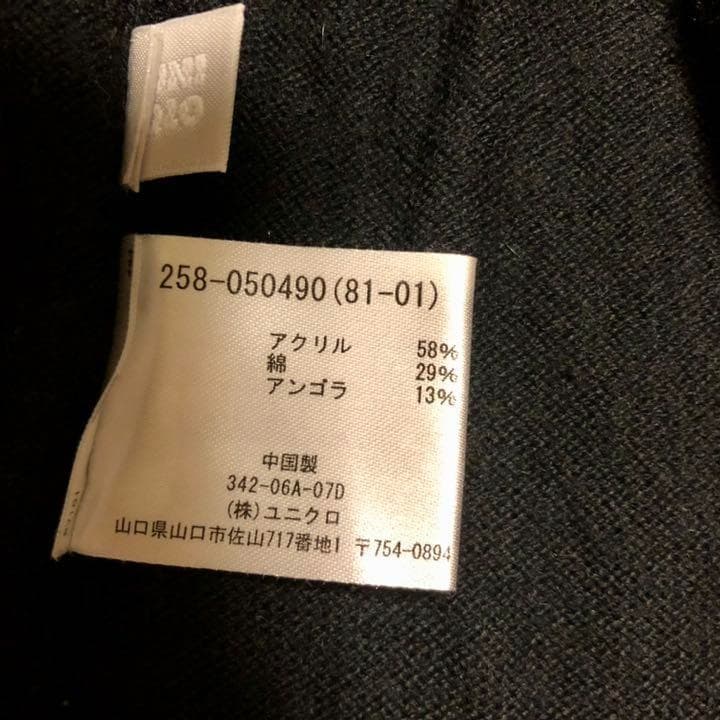 258-050490(81-01)
アクリル 58%
綿 29%
アンゴラ 13%
中国製
342-06A-07D
(株)ユニクロ
山口県山口市佐山717番地1 〒754-0894